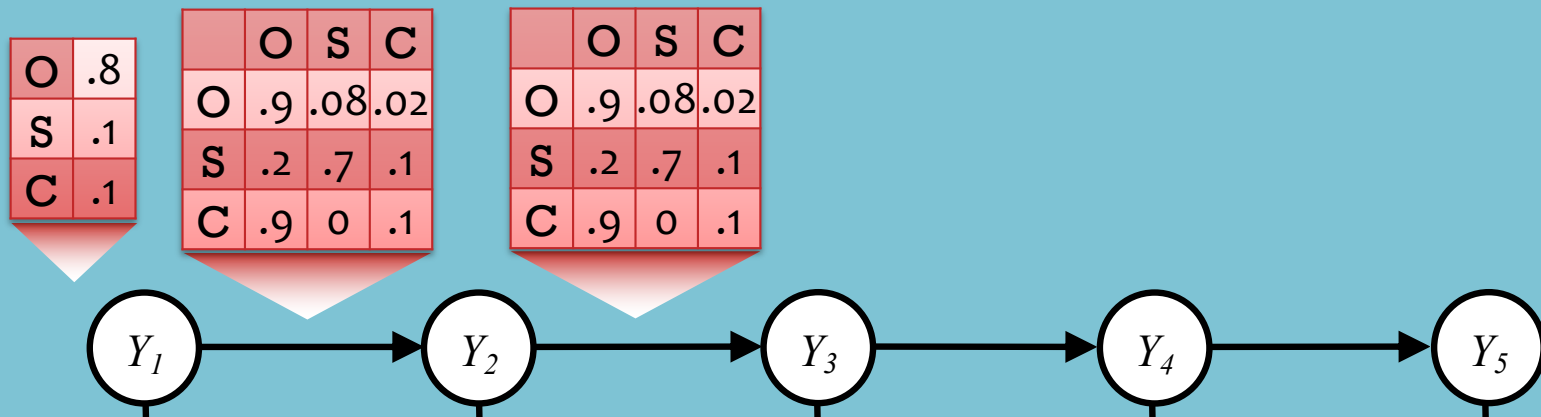 O .8
S .1
C .1
O S C
O .9 .08 .02
S .2 .7 .1
C .9 0 .1
O S C
O .9 .08 .02
S .2 .7 .1
C .9 0 .1
Y1 Y2 Y3 Y4 Y5